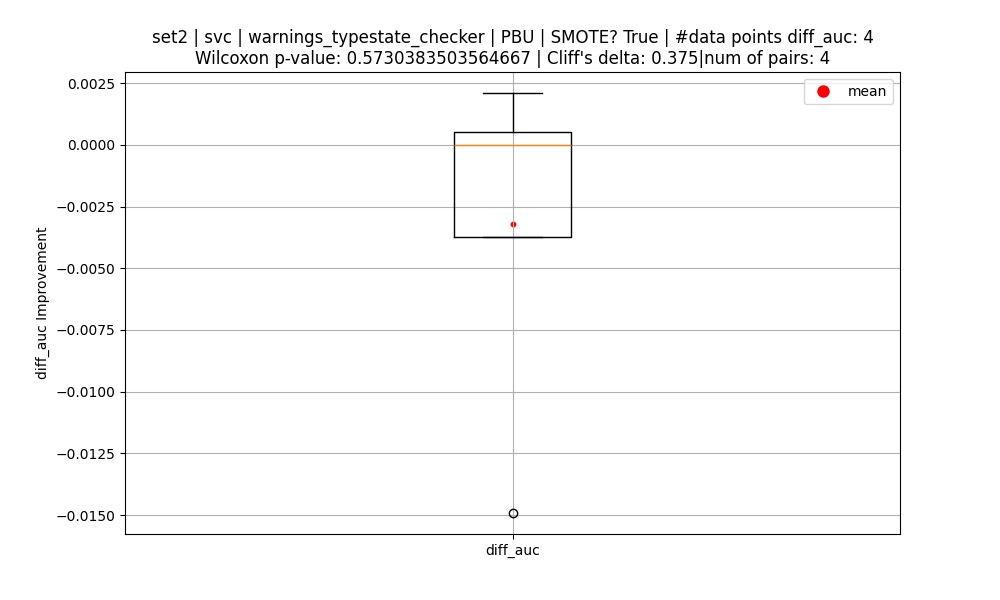 set2 | svc | warnings_typestate_checker | PBU | SMOTE? True | #data points diff_auc: 4
Wilcoxon p-value: 0.5730383503564667 | Cliff's delta: 0.375|num of pairs: 4
mean
0.0025
0.0000
−0.0025
−0.0050
−0.0075
−0.0100
−0.0125
−0.0150
diff_auc Improvement
diff_auc